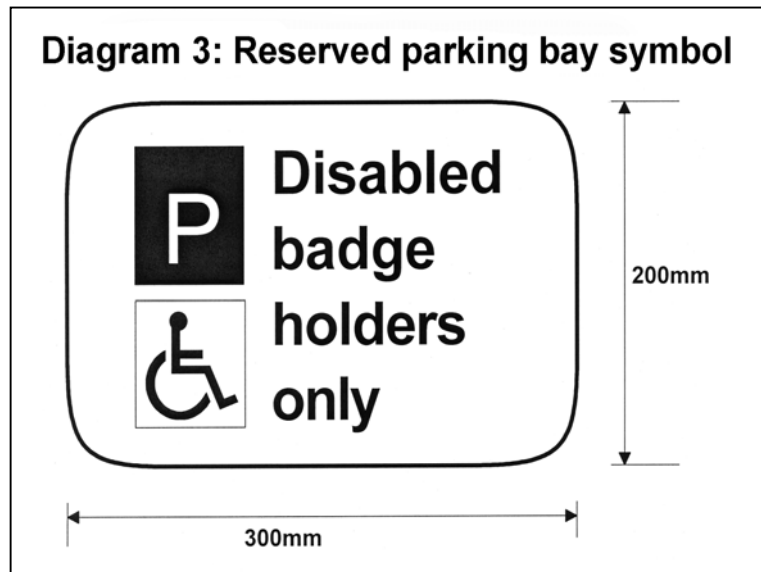 Diagram 3: Reserved parking bay symbol
P
Disabled
badge
holders
only
200mm
300mm